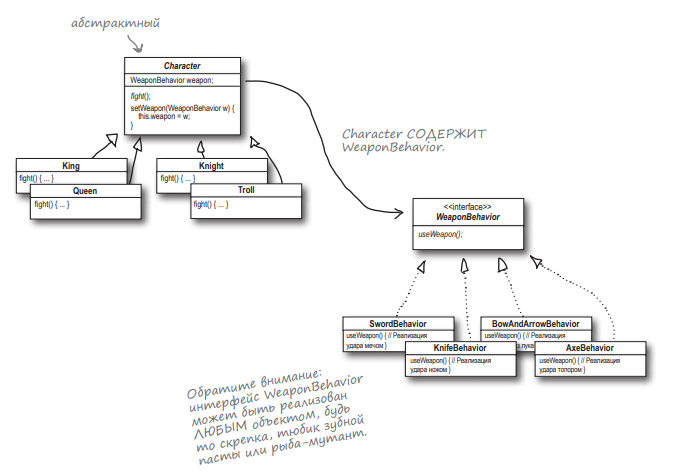 абстрактный
Character
WeaponBehavior weapon;
fight();
setWeapon(WeaponBehavior w) {
this.weapon = w;
}
Character СОДЕРЖИТ
WeaponBehavior.
King
fight() { ... }
Queen
fight() { ... }
Knight
fight() { ... }
Troll
fight() { ... }
<<interface>>
WeaponBehavior
useWeapon();
SwordBehavior
useWeapon() { // Реализация
удара мечом }
BowAndArrowBehavior
useWeapon() { // Реализация
лука
KnifeBehavior
useWeapon() { // Реализация
удара ножом }
AxeBehavior
useWeapon() { // Реализация
удара топором }
Обратите внимание:
интерфейс WeaponBehavior
может быть реализован
ЛЮБЫМ объектом, будь
то скрепка, тюбик зубной
пасты или рыба-мутант.